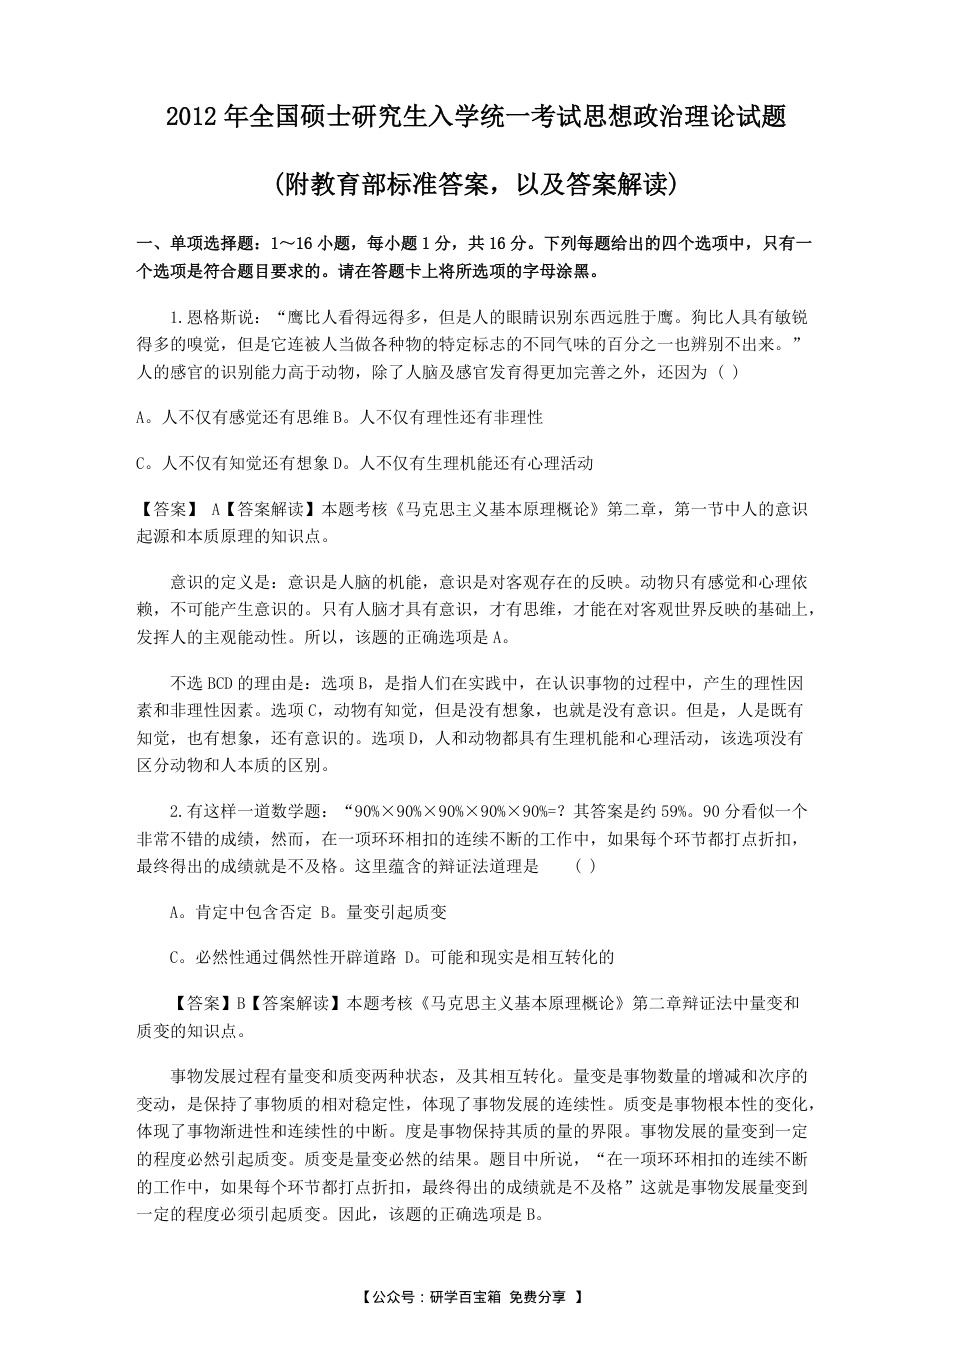 2012 年全国硕士研究生入学统一考试思想政治理论试题
(附教育部标准答案，以及答案解读)
一、单项选择题：1～16 小题，每小题 1 分，共 16 分。下列每题给出的四个选项中，只有一
个选项是符合题目要求的。请在答题卡上将所选项的字母涂黑。
1.恩格斯说：“鹰比人看得远得多，但是人的眼睛识别东西远胜于鹰。狗比人具有敏锐
得多的嗅觉，但是它连被人当做各种物的特定标志的不同气味的百分之一也辨别不出来。”
人的感官的识别能力高于动物，除了人脑及感官发育得更加完善之外，还因为 ( )
A。人不仅有感觉还有思维 B。人不仅有理性还有非理性
C。人不仅有知觉还有想象 D。人不仅有生理机能还有心理活动
【答案】 A【答案解读】本题考核《马克思主义基本原理概论》第二章，第一节中人的意识
起源和本质原理的知识点。
意识的定义是：意识是人脑的机能，意识是对客观存在的反映。动物只有感觉和心理依
赖，不可能产生意识的。只有人脑才具有意识，才有思维，才能在对客观世界反映的基础上，
发挥人的主观能动性。所以，该题的正确选项是 A。
不选 BCD 的理由是：选项 B，是指人们在实践中，在认识事物的过程中，产生的理性因
素和非理性因素。选项 C，动物有知觉，但是没有想象，也就是没有意识。但是，人是既有
知觉，也有想象，还有意识的。选项 D，人和动物都具有生理机能和心理活动，该选项没有
区分动物和人本质的区别。
2.有这样一道数学题：“90%×90%×90%×90%×90%=？其答案是约 59%。90 分看似一个
非常不错的成绩，然而，在一项环环相扣的连续不断的工作中，如果每个环节都打点折扣，
最终得出的成绩就是不及格。这里蕴含的辩证法道理是 ( )
A。肯定中包含否定 B。量变引起质变
C。必然性通过偶然性开辟道路 D。可能和现实是相互转化的
【答案】B【答案解读】本题考核《马克思主义基本原理概论》第二章辩证法中量变和
质变的知识点。
事物发展过程有量变和质变两种状态，及其相互转化。量变是事物数量的增减和次序的
变动，是保持了事物质的相对稳定性，体现了事物发展的连续性。质变是事物根本性的变化，
体现了事物渐进性和连续性的中断。度是事物保持其质的量的界限。事物发展的量变到一定
的程度必然引起质变。质变是量变必然的结果。题目中所说，“在一项环环相扣的连续不断
的工作中，如果每个环节都打点折扣，最终得出的成绩就是不及格”这就是事物发展量变到
一定的程度必须引起质变。因此，该题的正确选项是 B。
【公众号：研学百宝箱 免费分享 】